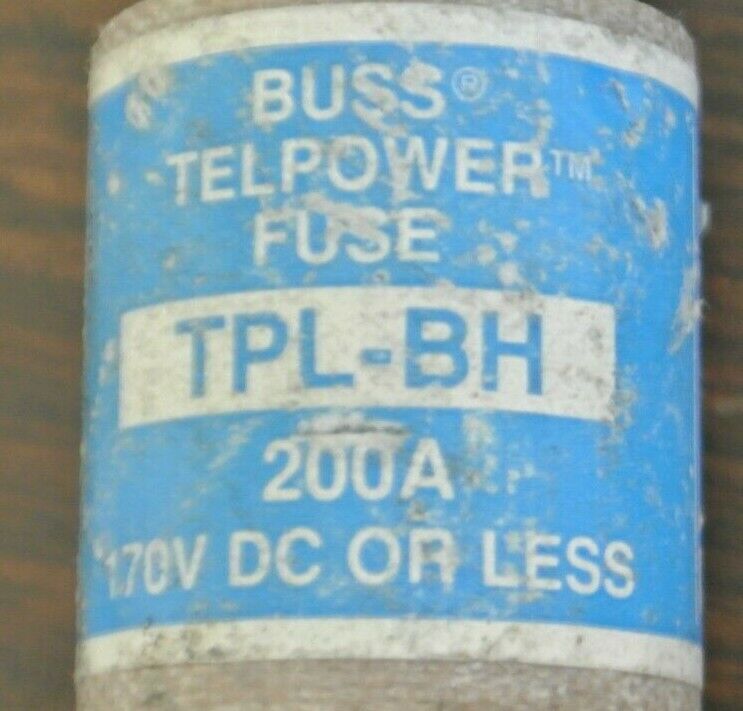 BUSS®
TELPOWER™
FUSE
TPL-BH
200A
170V DC OR LESS